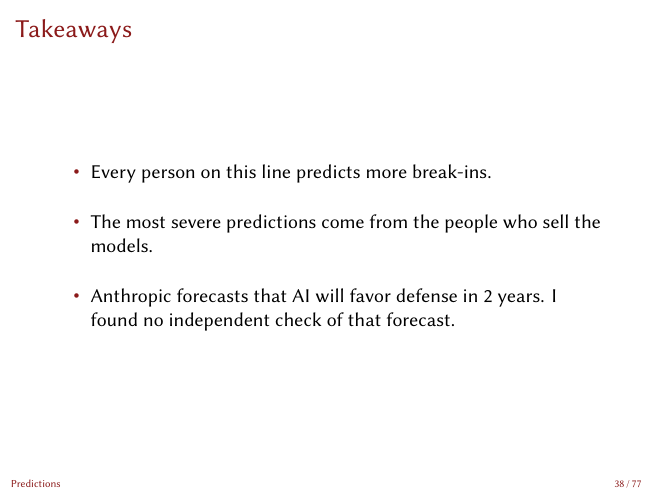 Takeaways
• Every person on this line predicts more break-ins.
• The most severe predictions come from the people who sell the
models.
• Anthropic forecasts that AI will favor defense in 2 years. I
found no independent check of that forecast.
Predictions
38 / 77